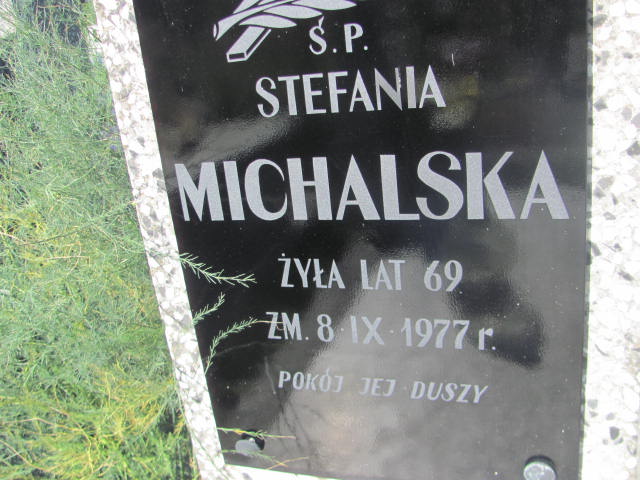 Ś.P.
STEFANIA
MICHALSKA
ŻYŁA LAT 69
ZM. 8·IX·1977 r.
POKÓJ JEJ DUSZY